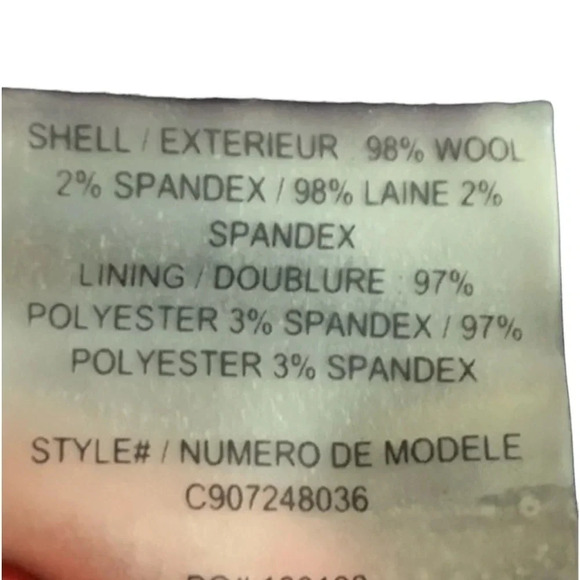 SHELL / EXTERIEUR 98% WOOL
2% SPANDEX / 98% LAINE 2%
SPANDEX
LINING / DOUBLURE : 97%
POLYESTER 3% SPANDEX / 97%
POLYESTER 3% SPANDEX
STYLE# / NUMERO DE MODELE
C907248036